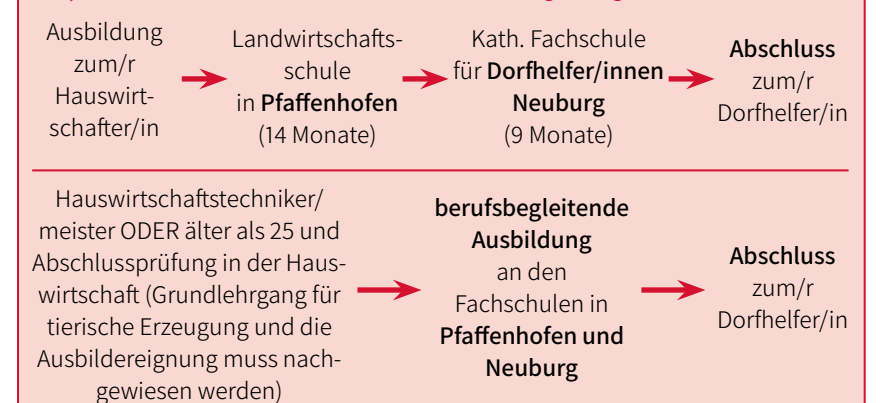 Ausbildung
zum/r
Hauswirt-
schafter/in
Landwirtschafts-
schule
in Pfaffenhofen
(14 Monate)
Kath. Fachschule
für Dorfhelfer/innen
Neuburg
(9 Monate)
Abschluss
zum/r
Dorfhelfer/in
Hauswirtschaftstechniker/
meister ODER älter als 25 und
Abschlussprüfung in der Haus-
wirtschaft (Grundlehrgang für
tierische Erzeugung und die
Ausbildereignung muss nach-
gewiesen werden)
berufsbegleitende
Ausbildung
an den
Fachschulen in
Pfaffenhofen und
Neuburg
Abschluss
zum/r
Dorfhelfer/in